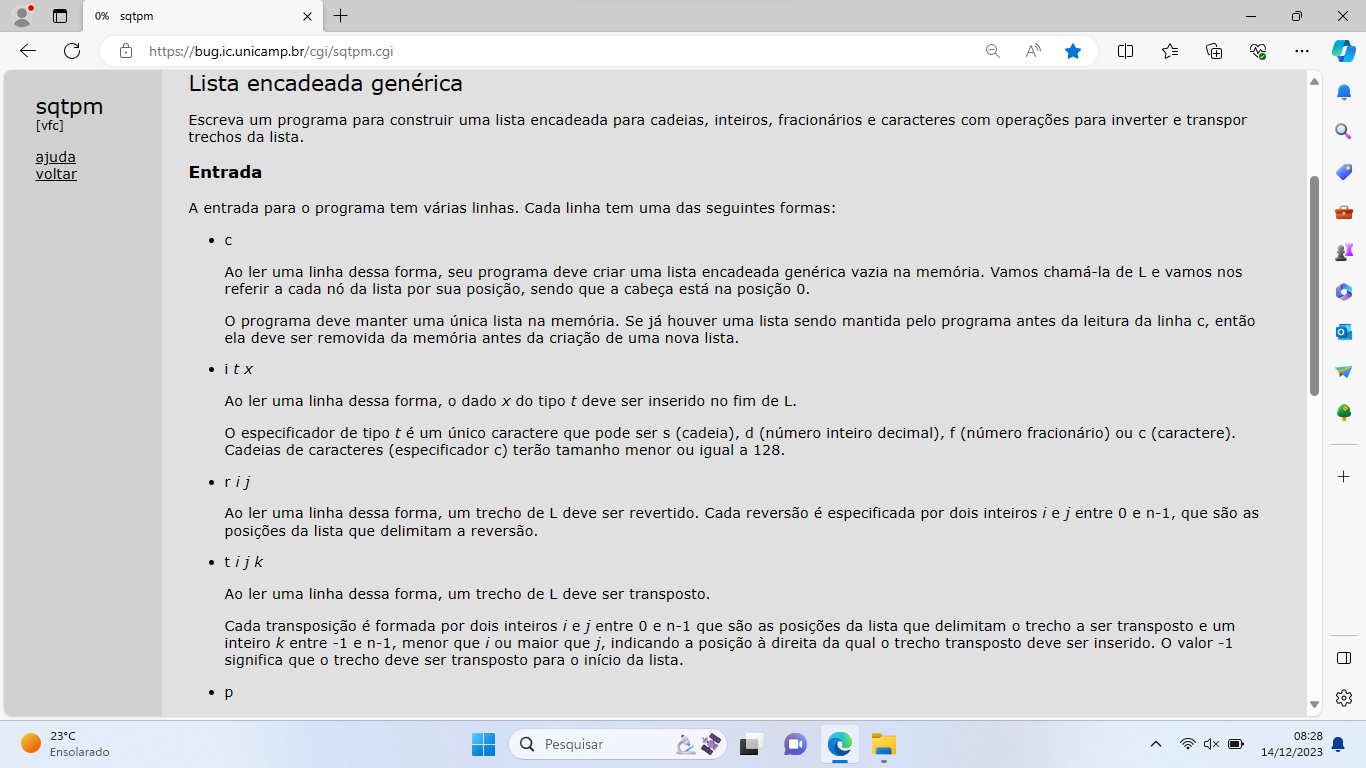 0% sqtpm
https://bug.ic.unicamp.br/cgi/sqtpm.cgi
sqtpm
[vfc]
ajuda
voltar
Lista encadeada genérica
Escreva um programa para construir uma lista encadeada para cadeias, inteiros, fracionários e caracteres com operações para inverter e transpor
trechos da lista.
Entrada
A entrada para o programa tem várias linhas. Cada linha tem uma das seguintes formas:
• c
Ao ler uma linha dessa forma, seu programa deve criar uma lista encadeada genérica vazia na memória. Vamos chamá-la de L e vamos nos
referir a cada nó da lista por sua posição, sendo que a cabeça está na posição 0.
O programa deve manter uma única lista na memória. Se já houver uma lista sendo mantida pelo programa antes da leitura da linha c, então
ela deve ser removida da memória antes da criação de uma nova lista.
• i t x
Ao ler uma linha dessa forma, o dado x do tipo t deve ser inserido no fim de L.
O especificador de tipo t é um único caractere que pode ser s (cadeia), d (número inteiro decimal), f (número fracionário) ou c (caractere).
Cadeias de caracteres (especificador c) terão tamanho menor ou igual a 128.
• r i j
Ao ler uma linha dessa forma, um trecho de L deve ser revertido. Cada reversão é especificada por dois inteiros i e j entre 0 e n-1, que são as
posições da lista que delimitam a reversão.
• t i j k
Ao ler uma linha dessa forma, um trecho de L deve ser transposto.
Cada transposição é formada por dois inteiros i e j entre 0 e n-1 que são as posições da lista que delimitam o trecho a ser transposto e um
inteiro k entre -1 e n-1, menor que i ou maior que j, indicando a posição à direita da qual o trecho transposto deve ser inserido. O valor -1
significa que o trecho deve ser transposto para o início da lista.
• p
23°C
Ensolarado
Pesquisar
08:28
14/12/2023